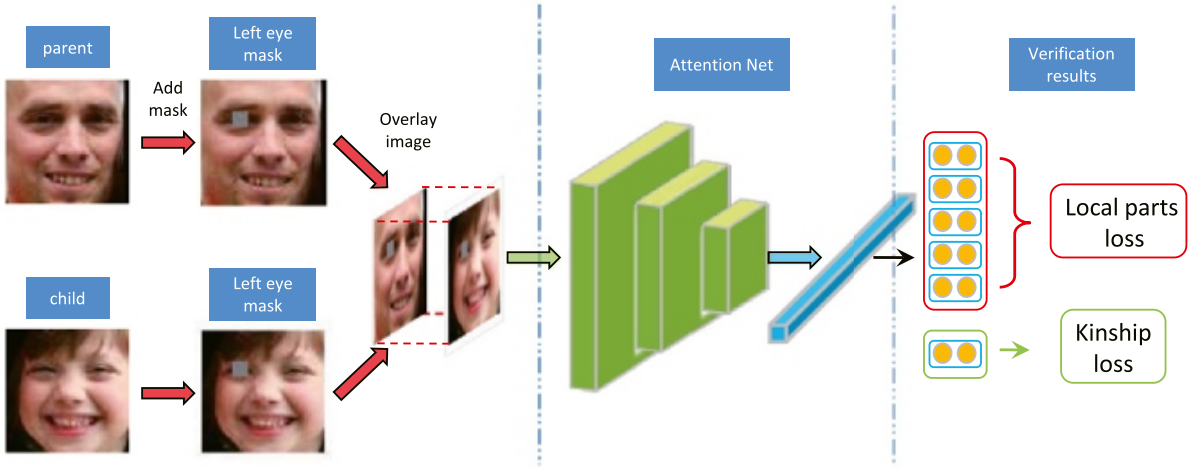 parent
Left eye
mask
Add
mask
Overlay
image
child
Left eye
mask
Attention Net
Verification
results
Local parts
loss
Kinship
loss